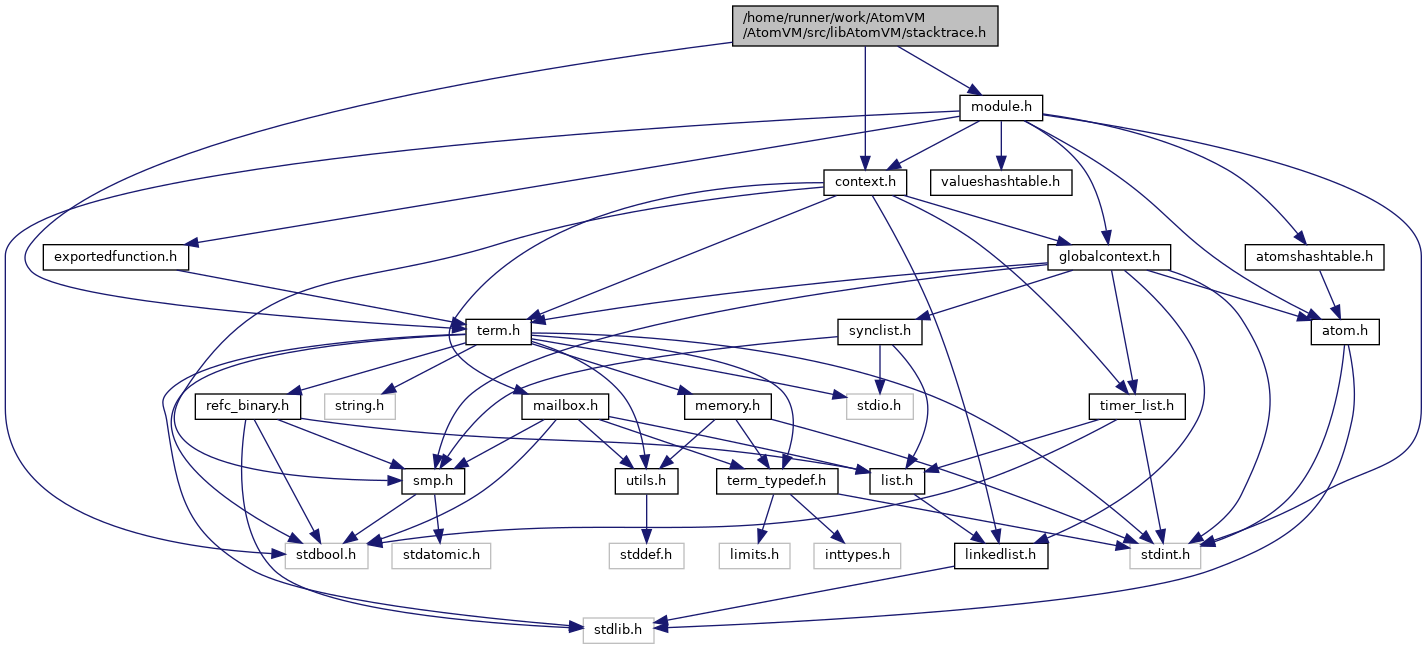 /home/runner/work/AtomVM
/AtomVM/src/libAtomVM/stacktrace.h
module.h
context.h
valueshashtable.h
exportedfunction.h
globalcontext.h
atomshashtable.h
term.h
synclist.h
atom.h
refc_binary.h
string.h
mailbox.h
memory.h
stdio.h
timer_list.h
smp.h
utils.h
term_typedef.h
list.h
stdbool.h
stdatomic.h
stddef.h
limits.h
inttypes.h
linkedlist.h
stdint.h
stdlib.h